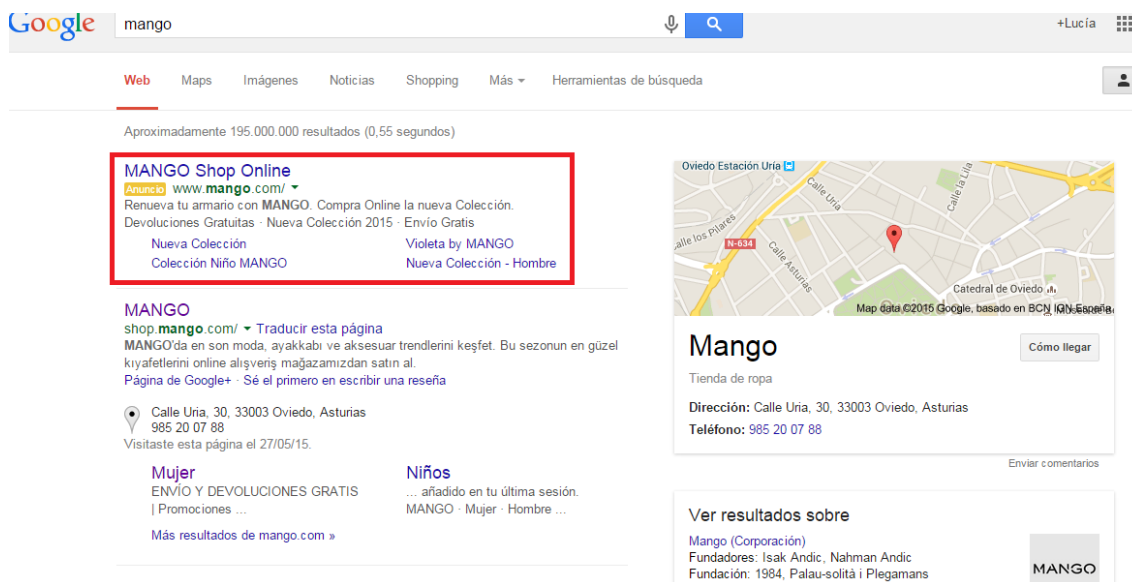 Google
mango
+Lucía
Web Maps Imágenes Noticias Shopping Más Herramientas de búsqueda
Aproximadamente 195.000.000 resultados (0,55 segundos)
MANGO Shop Online
Anuncio www.mango.com/
Renueva tu armario con MANGO. Compra Online la nueva Colección.
Devoluciones Gratuitas · Nueva Colección 2015 · Envío Gratis
Nueva Colección Violeta by MANGO
Colección Niño MANGO Nueva Colección - Hombre
MANGO
shop.mango.com/ Traducir esta página
MANGO'da en son moda, ayakkabı ve aksesuar trendlerini keşfet. Bu sezonun en güzel
kıyafetlerini online alışveriş mağazamızdan satın al.
Página de Google+ · Sé el primero en escribir una reseña
Calle Uria, 30, 33003 Oviedo, Asturias
985 20 07 88
Visitaste esta página el 27/05/15.
Mujer Niños
ENVÍO Y DEVOLUCIONES GRATIS ... añadido en tu última sesión.
| Promociones ... MANGO · Mujer · Hombre ...
Más resultados de mango.com »
Oviedo Estación Uría
Calle Uria
Calle la Lila
alle los Pilares
N-634
Calle Asturias
Catedral de Oviedo
Map data ©2015 Google, basado en BCN IGN España
Mango
Cómo llegar
Tienda de ropa
Dirección: Calle Uria, 30, 33003 Oviedo, Asturias
Teléfono: 985 20 07 88
Enviar comentarios
Ver resultados sobre
Mango (Corporación)
Fundadores: Isak Andic, Nahman Andic
Fundación: 1984, Palau-solità i Plegamans
MANGO